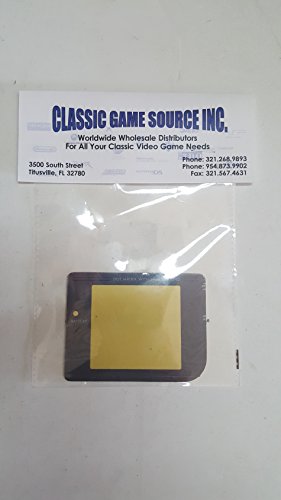 CLASSIC GAME SOURCE INC.
Worldwide Wholesale Distributors
For All Your Classic Video Game Needs
3500 South Street
Titusville, FL 32780
Phone: 321.268.9893
Phone: 954.873.9902
Fax: 321.567.4631